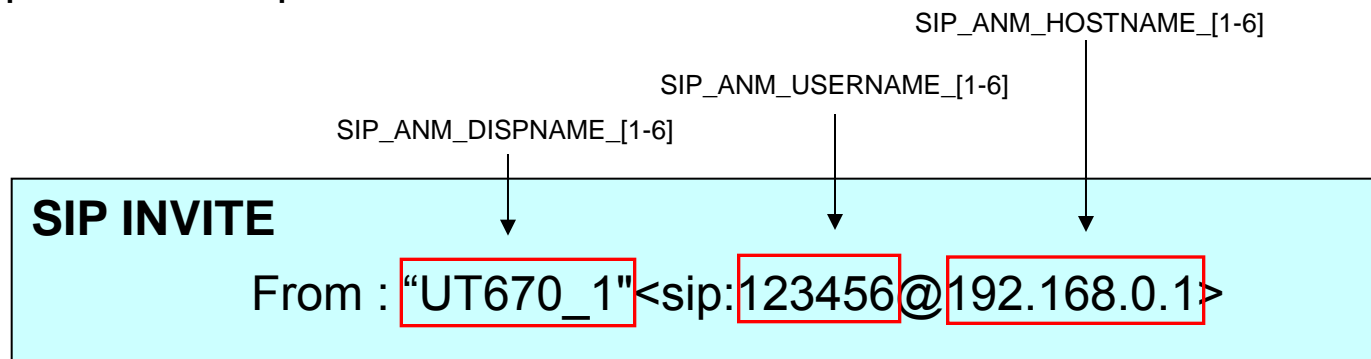 SIP_ANM_HOSTNAME_[1-6]
SIP_ANM_USERNAME_[1-6]
SIP_ANM_DISPNAME_[1-6]
SIP INVITE
From : “UT670_1"<sip:123456@192.168.0.1>